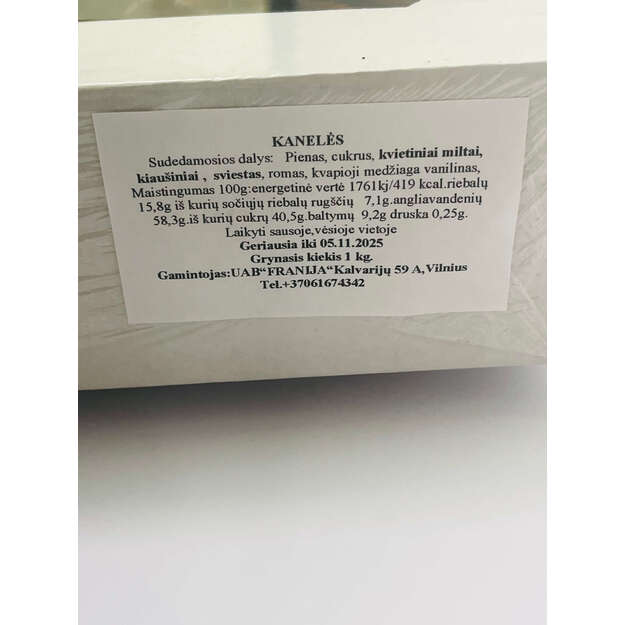 KANELĖS
Sudedamosios dalys: Pienas, cukrus, kvietiniai miltai,
kiaušiniai , sviestas, romas, kvapioji medžiaga vanilinas,
Maistingumas 100g:energetinė vertė 1761kj/419 kcal.riebalų
15,8g iš kurių sočiųjų riebalų rugščių 7,1g.angliavandenių
58,3g.iš kurių cukrų 40,5g.baltymų 9,2g druska 0,25g.
Laikyti sausoje,vėsioje vietoje
Geriausia iki 05.11.2025
Grynasis kiekis 1 kg.
Gamintojas:UAB“FRANIJA“Kalvarijų 59 A,Vilnius
Tel.+37061674342